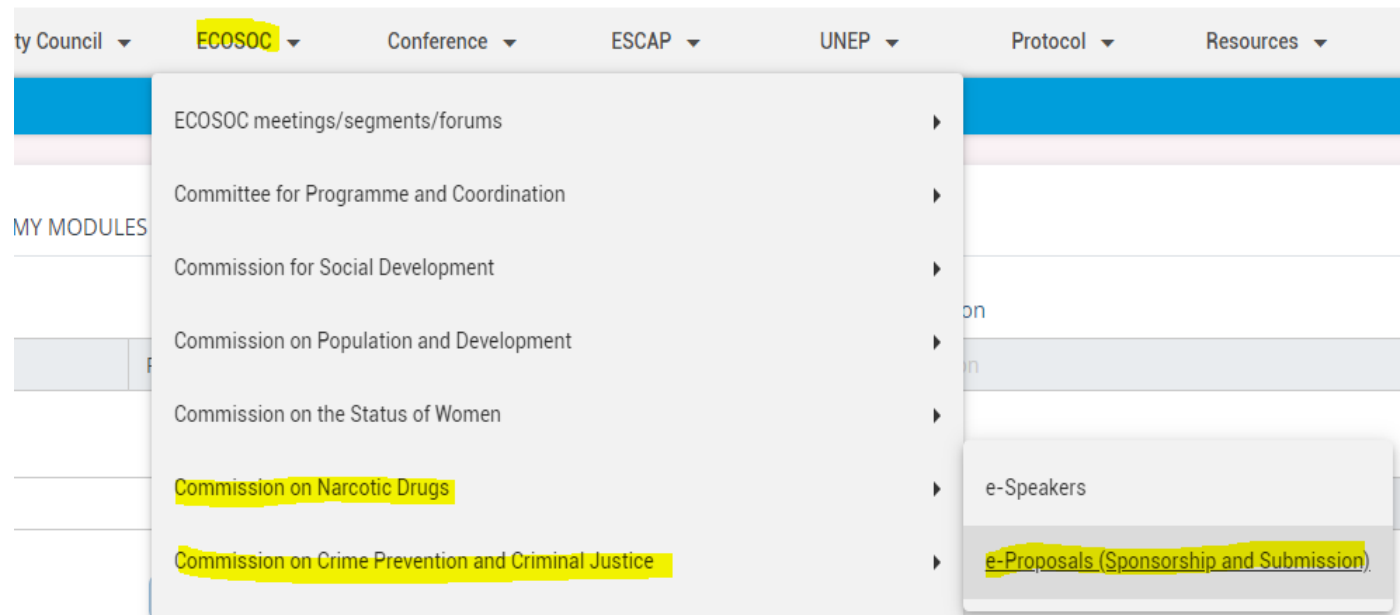 ty Council ECOSOC Conference ESCAP UNEP Protocol Resources
ECOSOC meetings/segments/forums
Committee for Programme and Coordination
MY MODULES
Commission for Social Development
on
Commission on Population and Development
on
Commission on the Status of Women
Commission on Narcotic Drugs
e-Speakers
Commission on Crime Prevention and Criminal Justice
e-Proposals (Sponsorship and Submission)